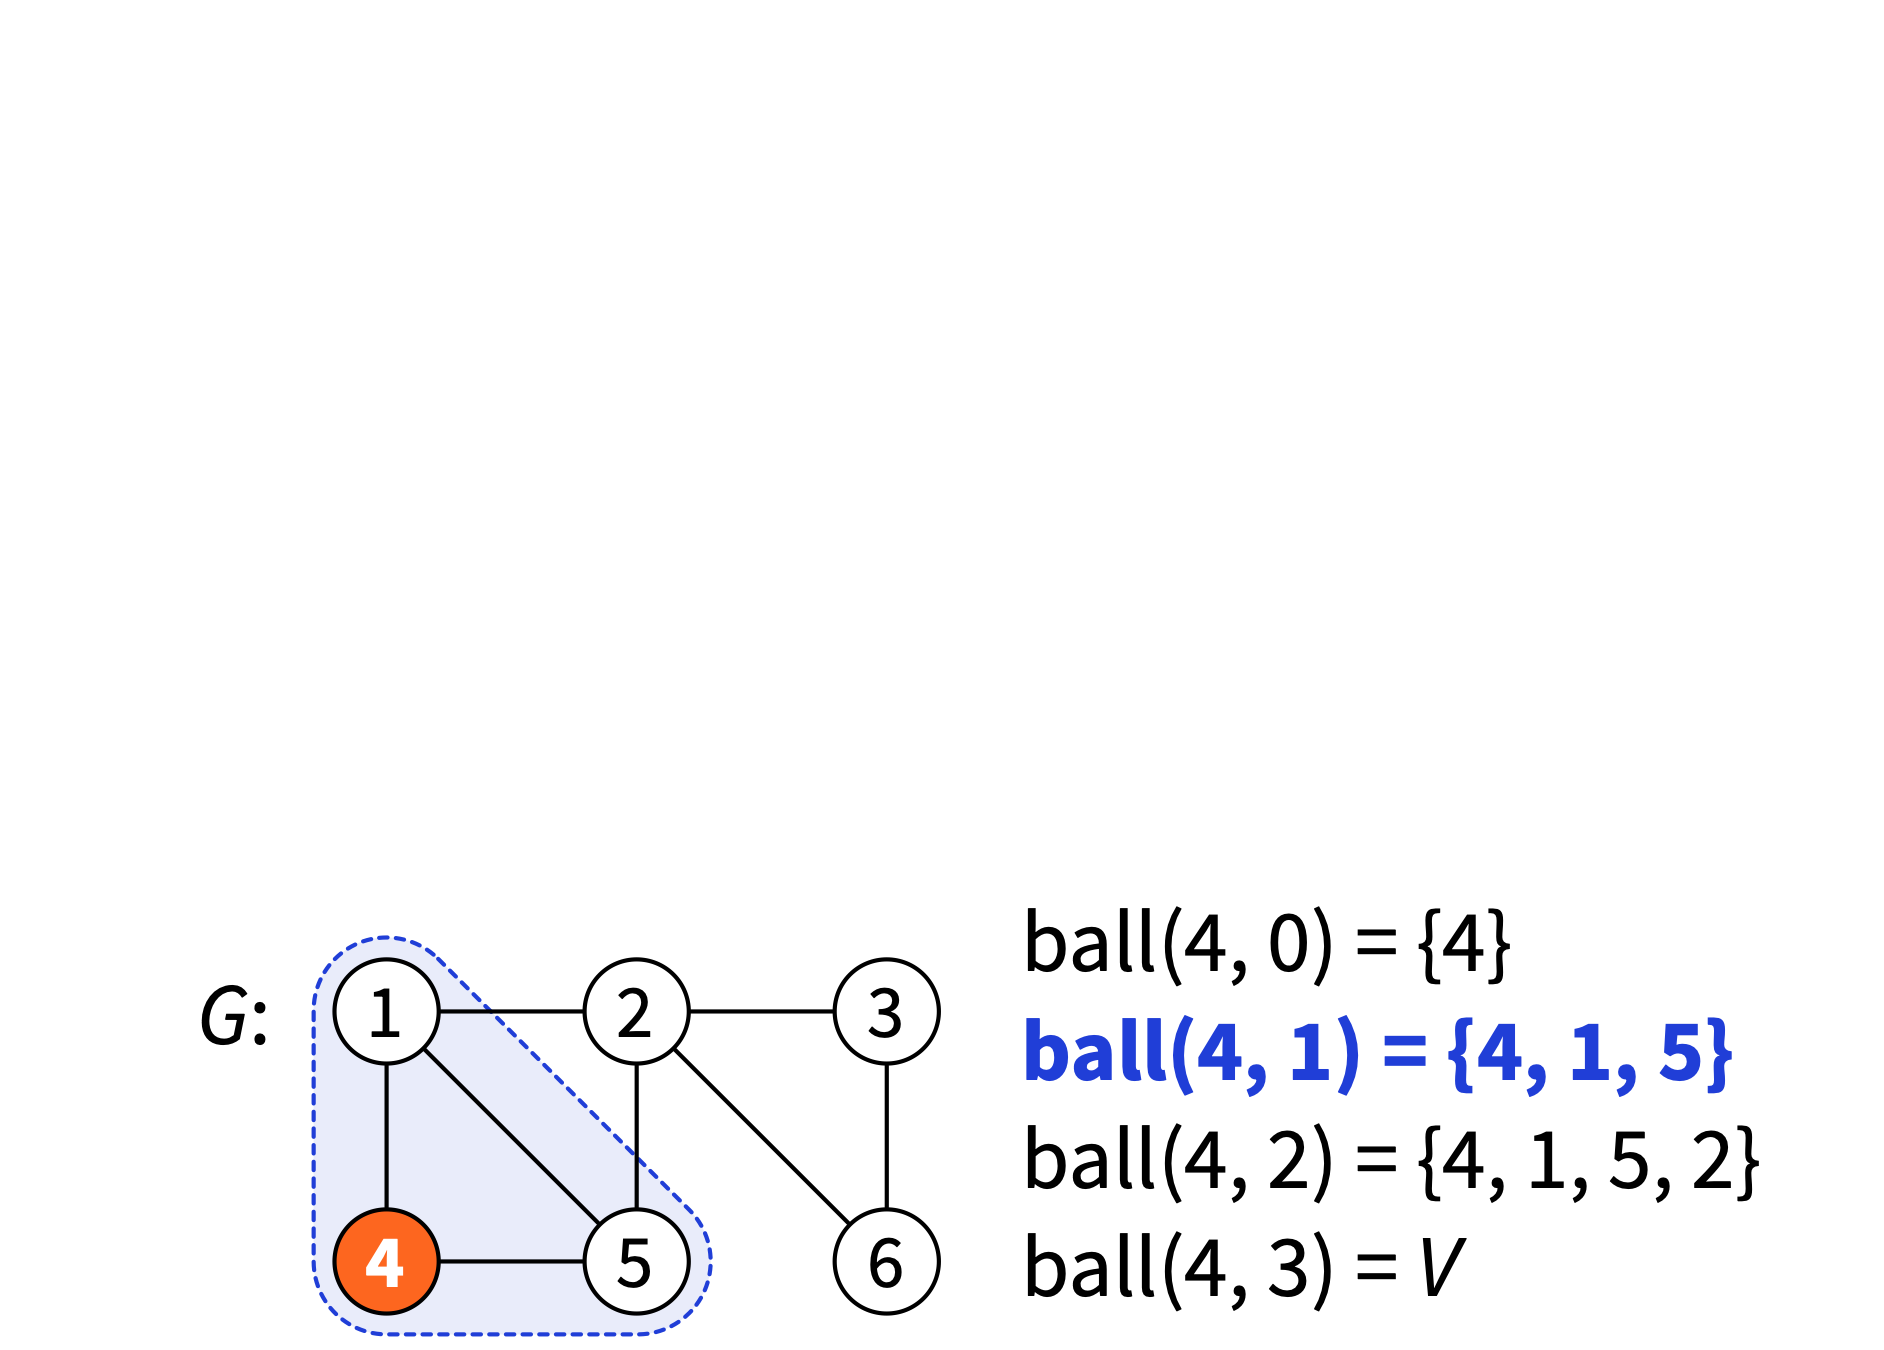 G:
1 2 3
4 5 6
ball(4, 0) = {4}
ball(4, 1) = {4, 1, 5}
ball(4, 2) = {4, 1, 5, 2}
ball(4, 3) = V